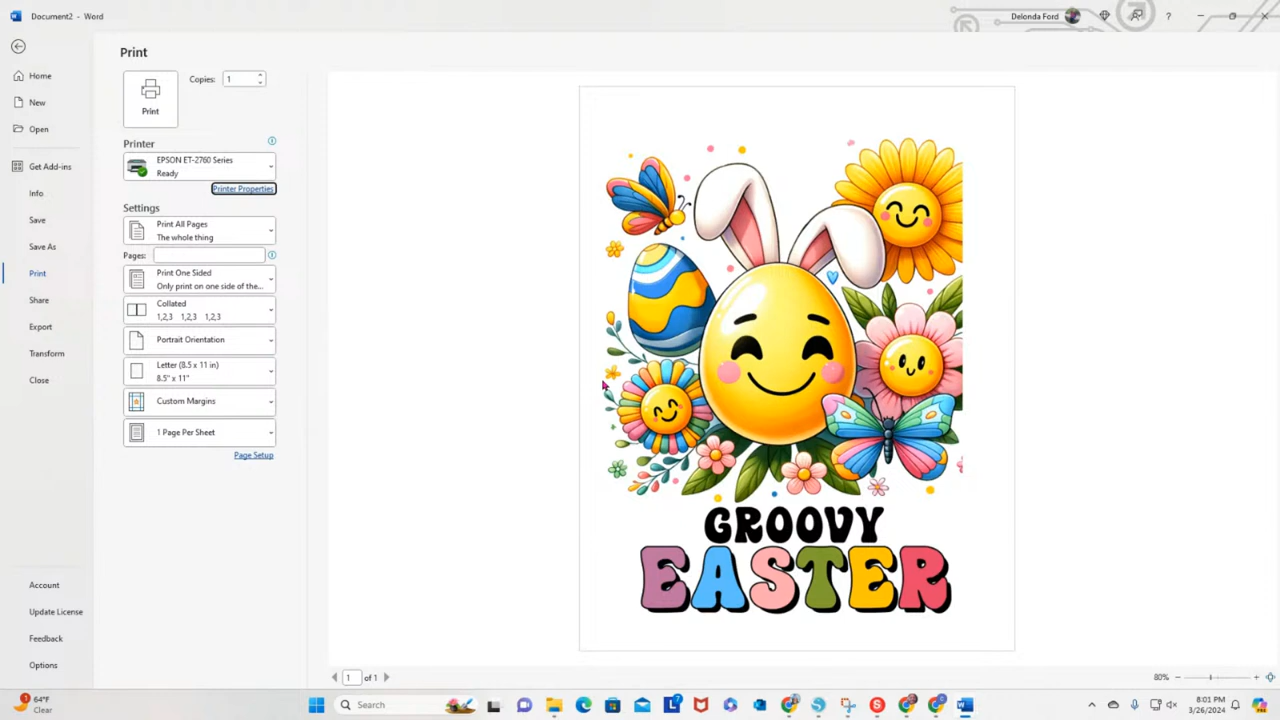 Document2 - Word
Delonda Ford
?
Print
Home
New
Open
Get Add-ins
Info
Save
Save As
Print
Share
Export
Transform
Close
Account
Update License
Feedback
Options
Print
Copies: 1
Printer
EPSON ET-2760 Series
Ready
Printer Properties
Settings
Print All Pages
The whole thing
Pages:
Print One Sided
Only print on one side of the...
Collated
1,2,3 1,2,3 1,2,3
Portrait Orientation
Letter (8.5 x 11 in)
8.5" x 11"
Custom Margins
1 Page Per Sheet
Page Setup
GROOVY
EASTER
1 of 1
80%
1
64°F
Clear
Search
7
8:01 PM
3/26/2024